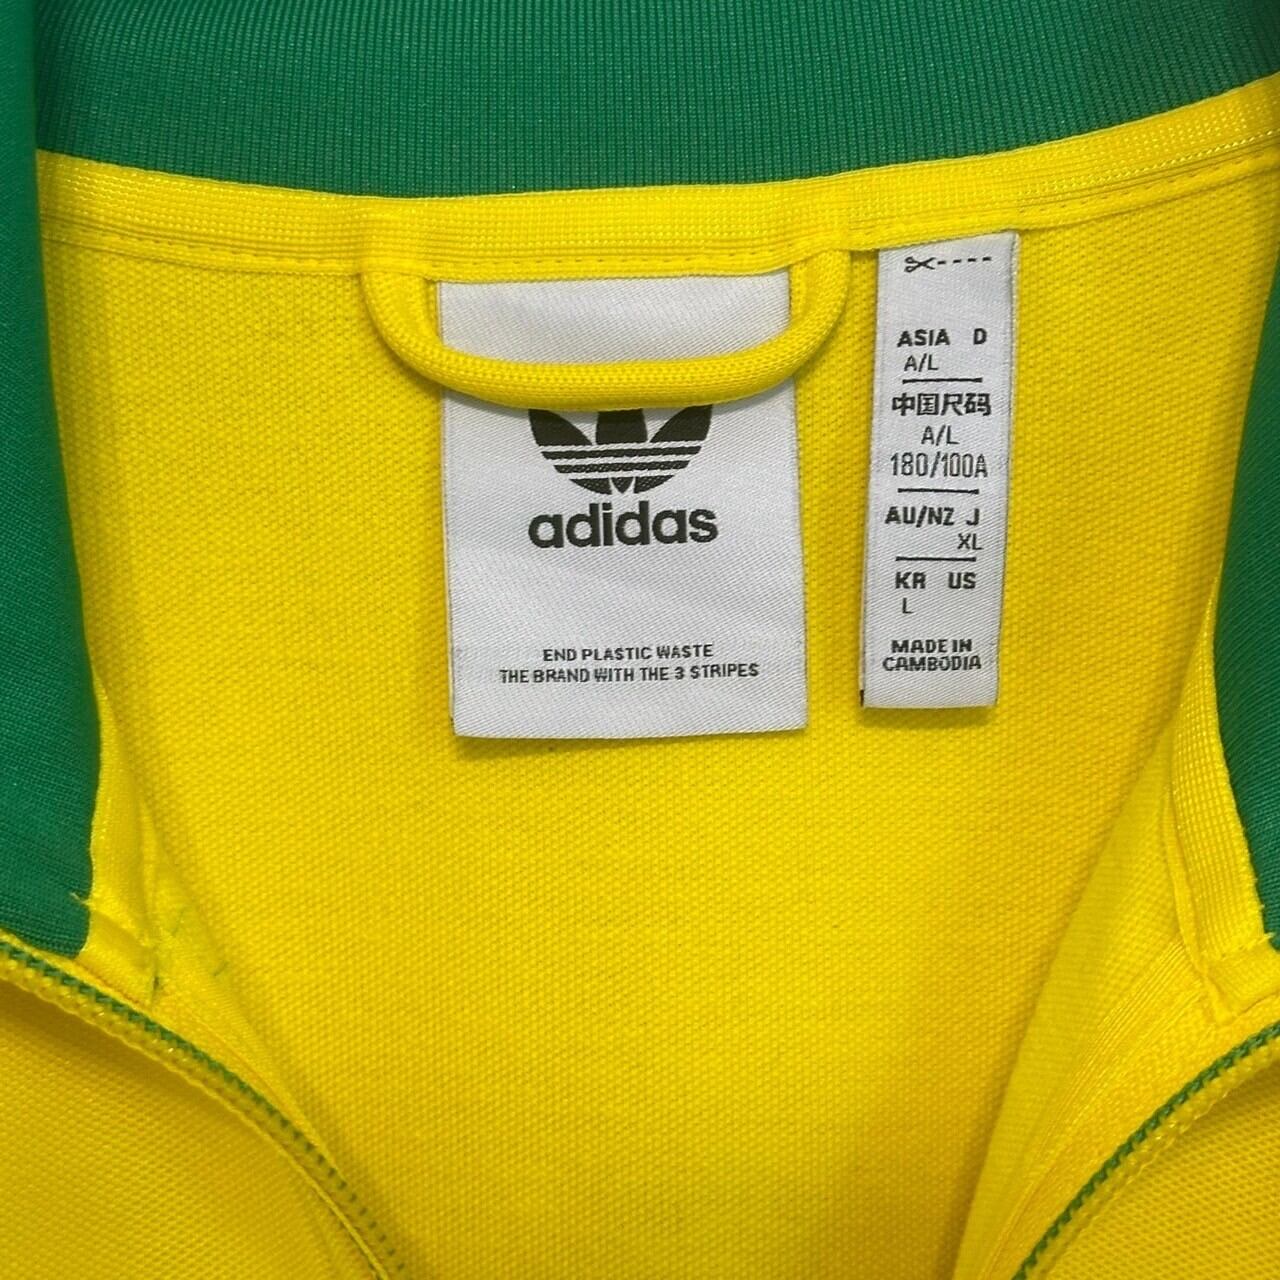 adidas
END PLASTIC WASTE
THE BRAND WITH THE 3 STRIPES
ASIA D
A/L
中国尺码
A/L
180/100A
AU/NZ J
XL
KR US
L
MADE IN
CAMBODIA